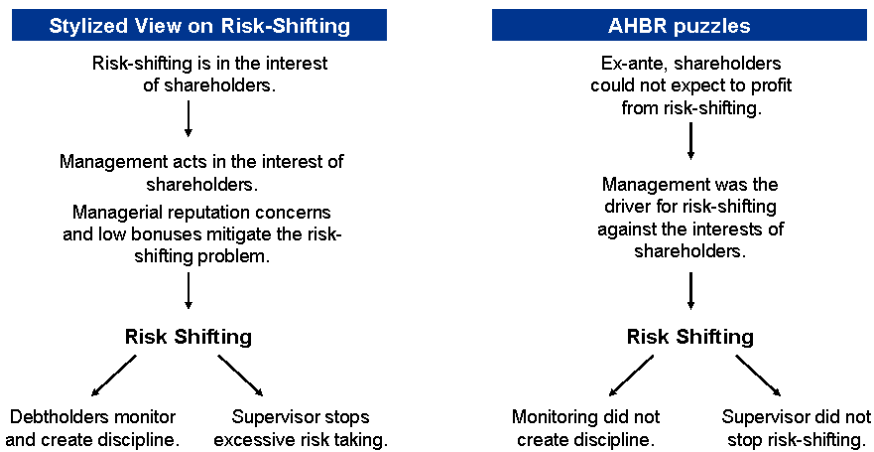 Stylized View on Risk-Shifting
Risk-shifting is in the interest
of shareholders.
Management acts in the interest of
shareholders.
Managerial reputation concerns
and low bonuses mitigate the risk-
shifting problem.
Risk Shifting
Debtholders monitor
and create discipline.
Supervisor stops
excessive risk taking.
AHBR puzzles
Ex-ante, shareholders
could not expect to profit
from risk-shifting.
Management was the
driver for risk-shifting
against the interests of
shareholders.
Risk Shifting
Monitoring did not
create discipline.
Supervisor did not
stop risk-shifting.